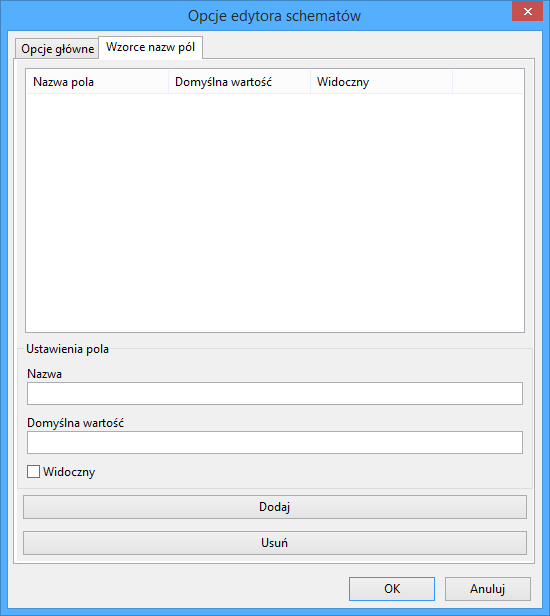 Opcje edytora schematów
Opcje główne Wzorce nazw pól
Nazwa pola Domyślna wartość Widoczny
Ustawienia pola
Nazwa
Domyślna wartość
Widoczny
Dodaj
Usuń
OK Anuluj